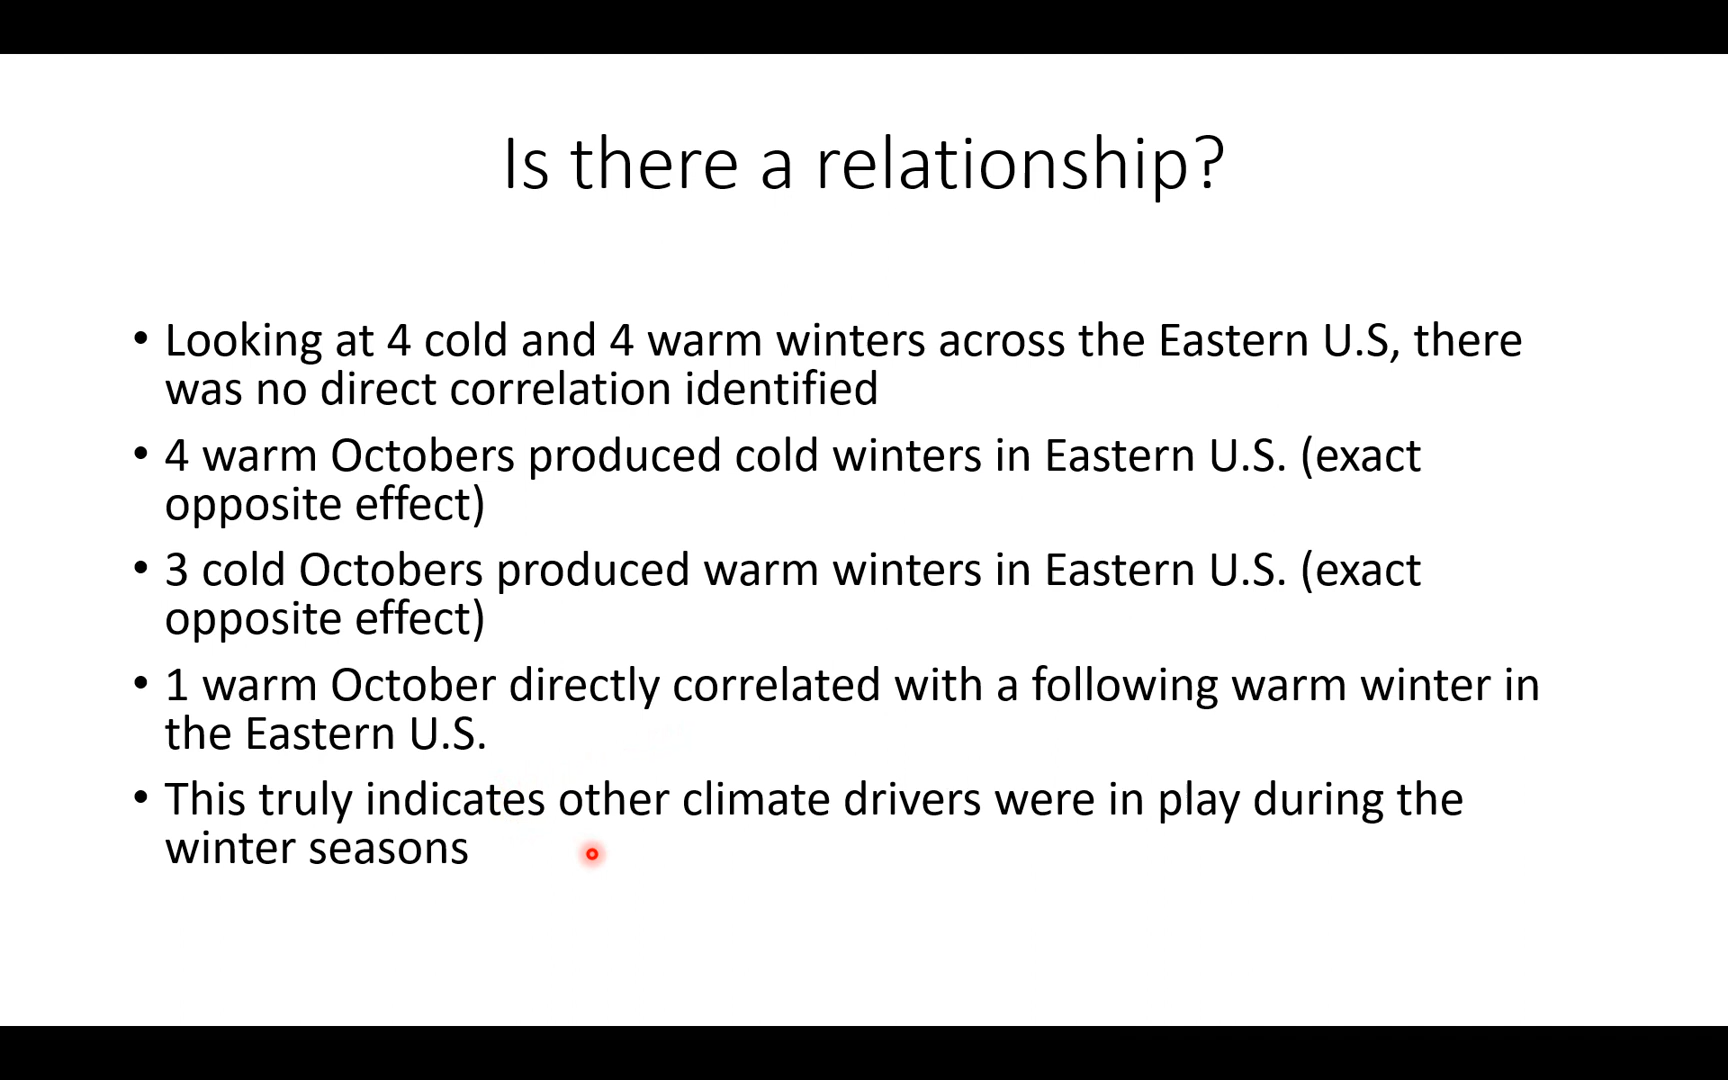 Is there a relationship?
• Looking at 4 cold and 4 warm winters across the Eastern U.S, there
was no direct correlation identified
• 4 warm Octobers produced cold winters in Eastern U.S. (exact
opposite effect)
• 3 cold Octobers produced warm winters in Eastern U.S. (exact
opposite effect)
• 1 warm October directly correlated with a following warm winter in
the Eastern U.S.
• This truly indicates other climate drivers were in play during the
winter seasons